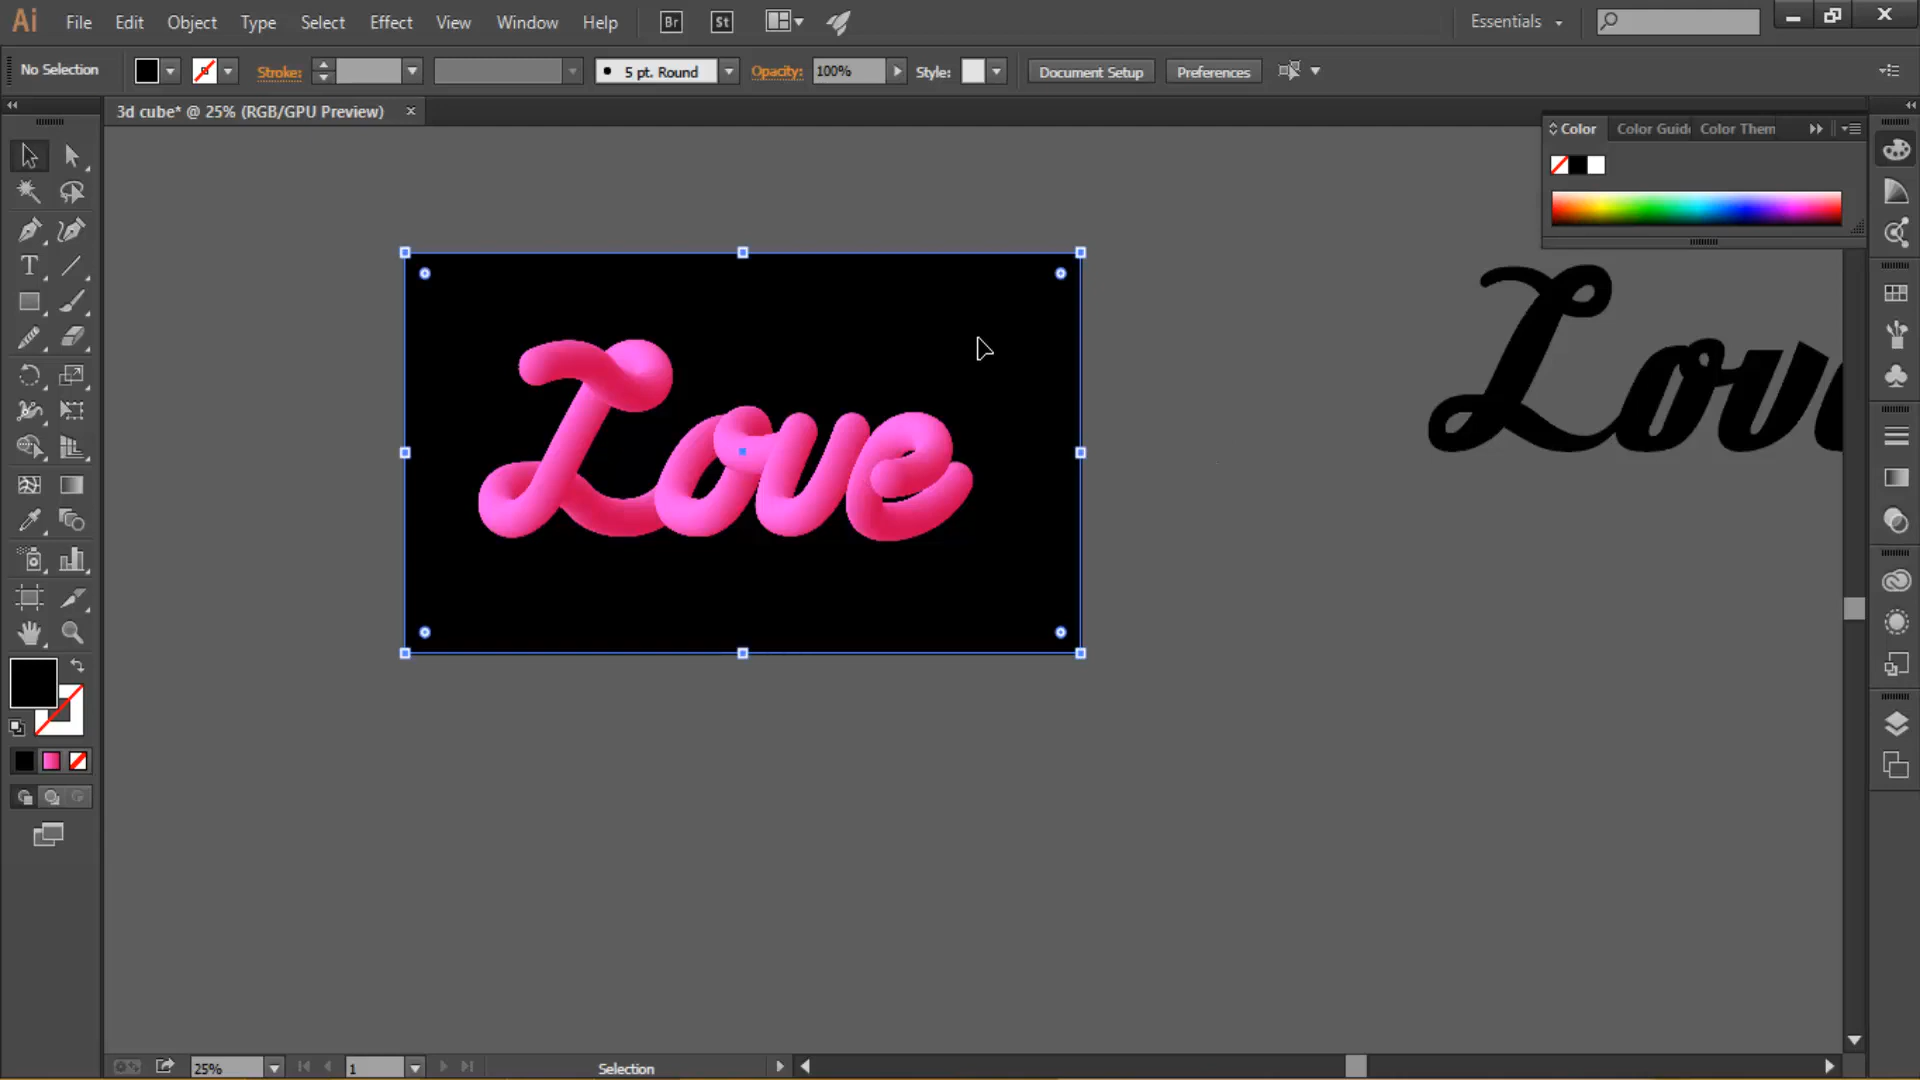 Ai File Edit Object Type Select Effect View Window Help Br St Essentials
No Selection Stroke: 5 pt. Round Opacity: 100% Style: Document Setup Preferences
3d cube* @ 25% (RGB/GPU Preview) ×
Color Color Guid Color Them
Love
Love
25% 1 Selection